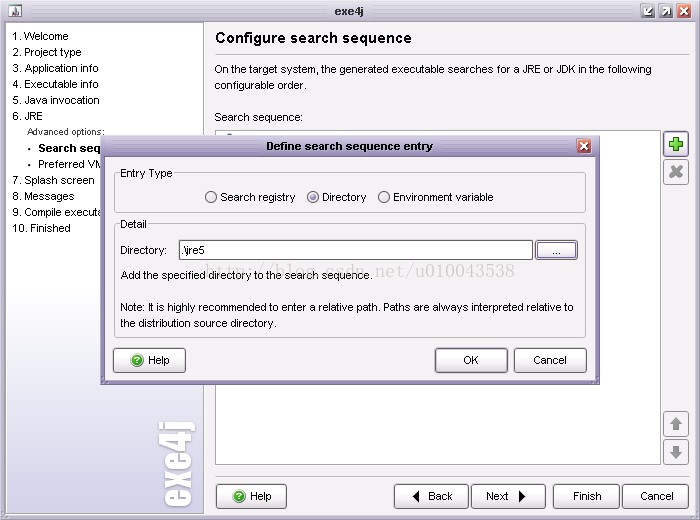 exe4j
1. Welcome
2. Project type
3. Application info
4. Executable info
5. Java invocation
6. JRE
Advanced options:
• Search seq
• Preferred VM
7. Splash screen
8. Messages
9. Compile executa
10. Finished
exe4j
Configure search sequence
On the target system, the generated executable searches for a JRE or JDK in the following
configurable order.
Search sequence:
Define search sequence entry
Entry Type
Search registry
Directory
Environment variable
Detail
Directory:
.\jre5
...
http://blog.csdn.net/u010043538
Add the specified directory to the search sequence.
Note: It is highly recommended to enter a relative path. Paths are always interpreted relative to
the distribution source directory.
Help
OK
Cancel
Help
Back
Next
Finish
Cancel